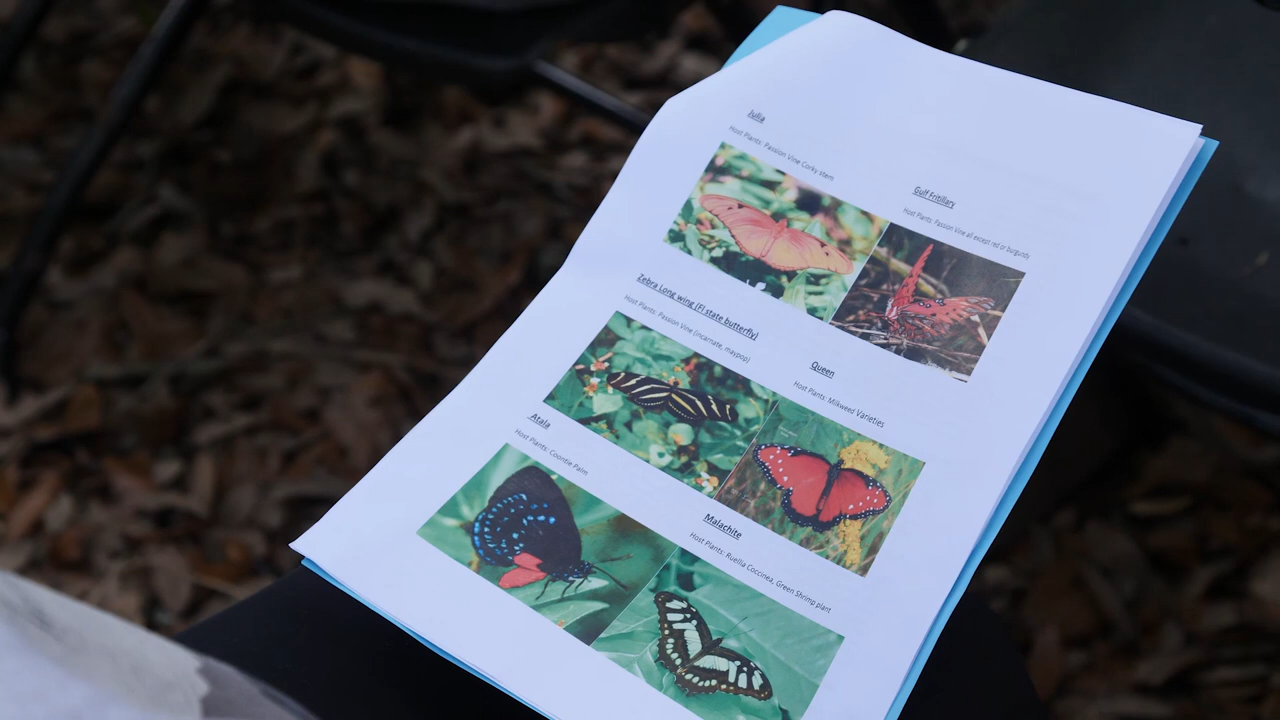 Julia
Host Plants: Passion Vine Corky stem
Gulf Fritillary
Host Plants: Passion Vine all except red or burgundy
Zebra Long wing (Fl state butterfly)
Host Plants: Passion Vine (incarnate, maypop)
Queen
Host Plants: Milkweed Varieties
Atala
Host Plants: Coontie Palm
Malachite
Host Plants: Ruellia Coccinea, Green Shrimp plant